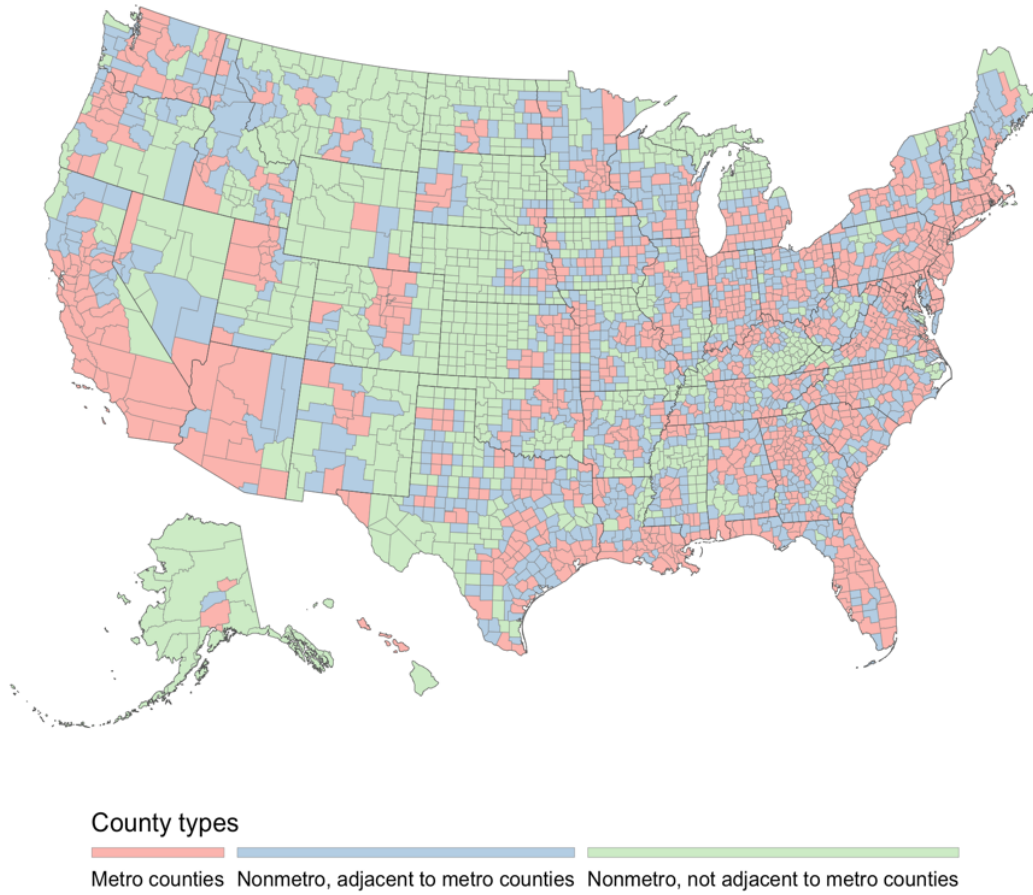 County types
Metro counties
Nonmetro, adjacent to metro counties
Nonmetro, not adjacent to metro counties